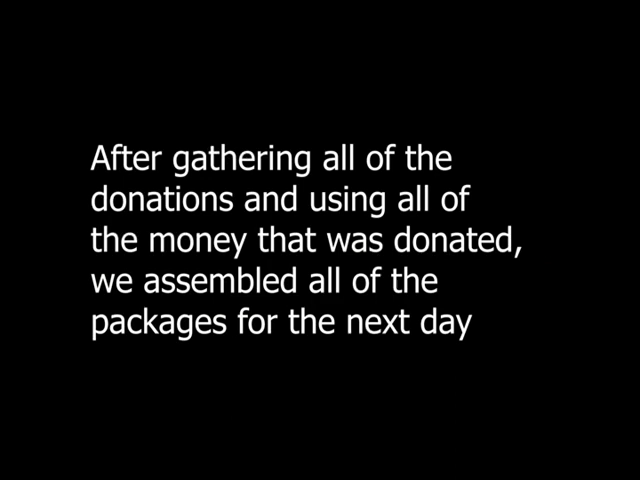 After gathering all of the
donations and using all of
the money that was donated,
we assembled all of the
packages for the next day